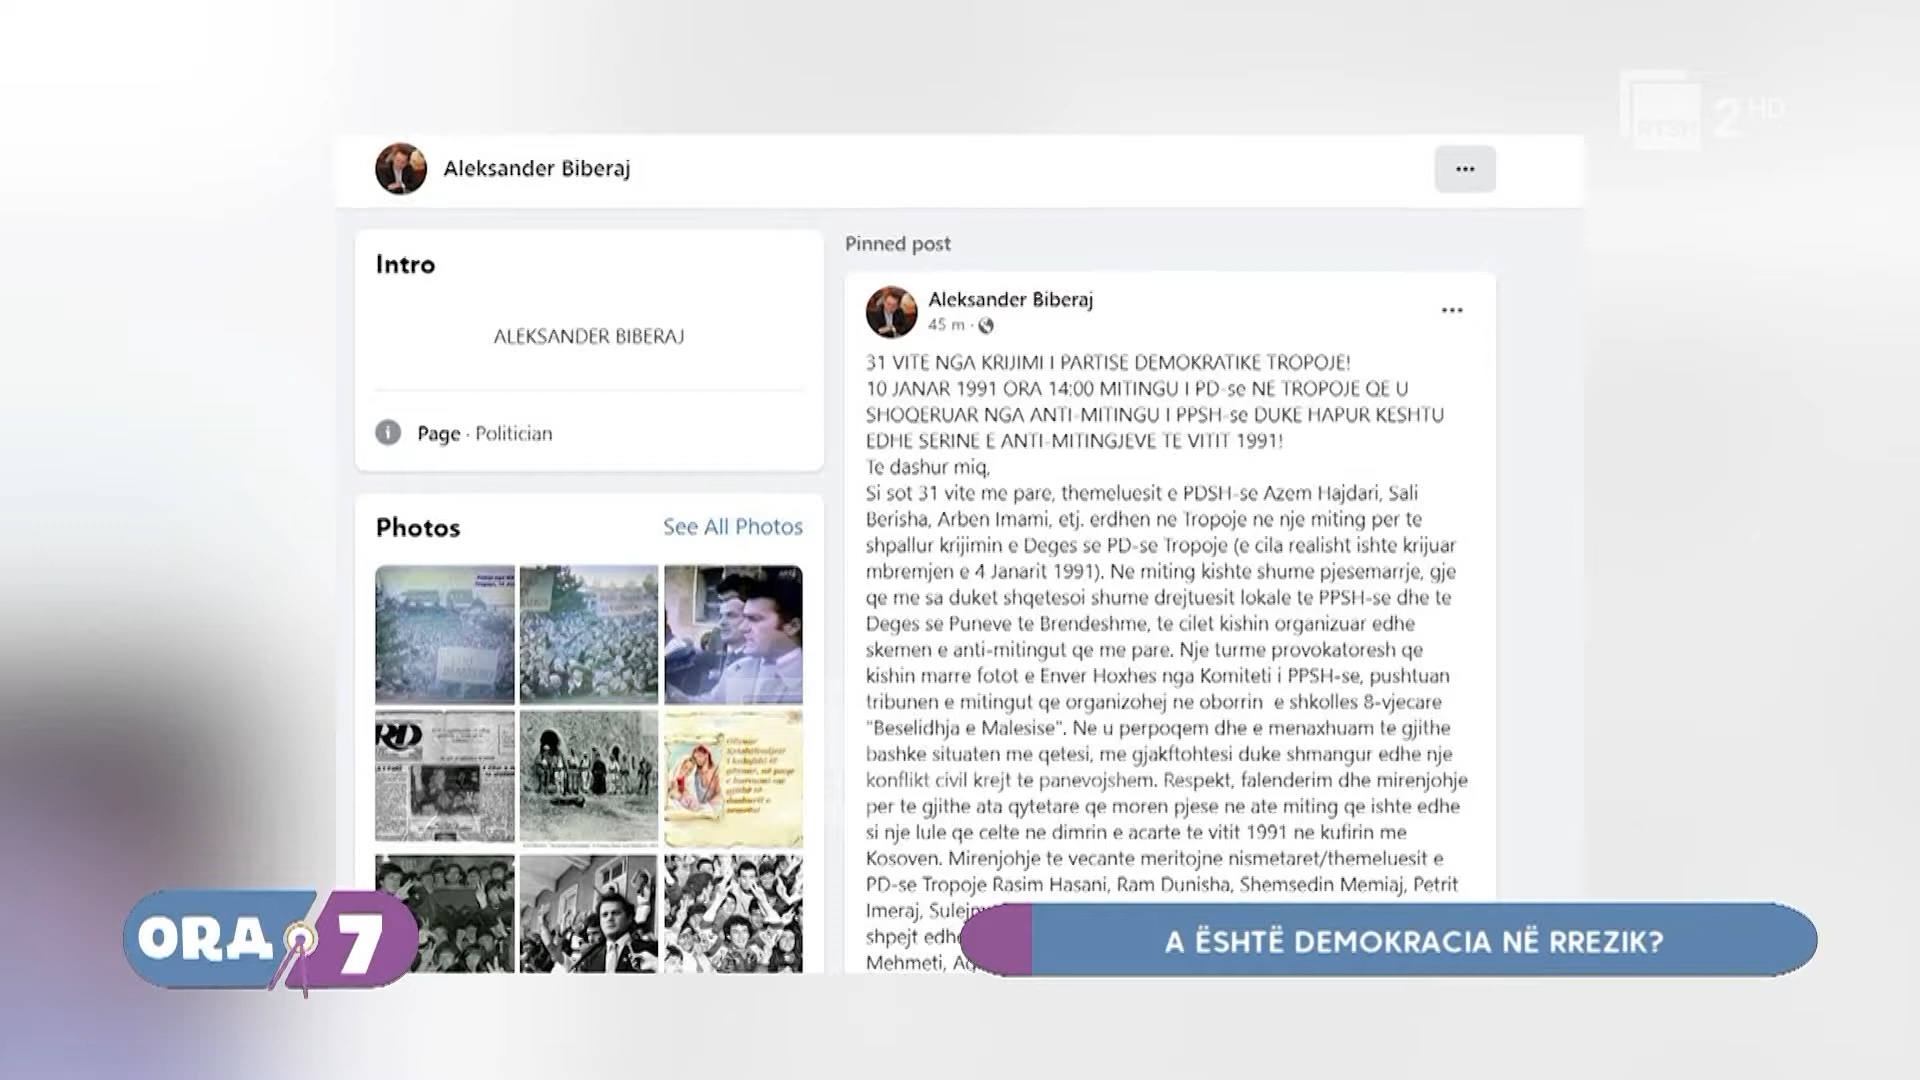 RTSH 2 HD
Aleksander Biberaj
Intro
ALEKSANDER BIBERAJ
Page · Politician
Photos
See All Photos
RD
Pinned post
Aleksander Biberaj
45 m ·
31 VITE NGA KRIJIMI I PARTISE DEMOKRATIKE TROPOJE!
10 JANAR 1991 ORA 14:00 MITINGU I PD-se NE TROPOJE QE U
SHOQERUAR NGA ANTI-MITINGU I PPSH-se DUKE HAPUR KESHTU
EDHE SERINE E ANTI-MITINGJEVE TE VITIT 1991!
Te dashur miq,
Si sot 31 vite me pare, themeluesit e PDSH-se Azem Hajdari, Sali
Berisha, Arben Imami, etj. erdhen ne Tropoje ne nje miting per te
shpallur krijimin e Deges se PD-se Tropoje (e cila realisht ishte krijuar
mbremjen e 4 Janarit 1991). Ne miting kishte shume pjesemarrje, gje
qe me sa duket shqetesoi shume drejtuesit lokale te PPSH-se dhe te
Deges se Puneve te Brendeshme, te cilet kishin organizuar edhe
skemen e anti-mitingut qe me pare. Nje turme provokatoresh qe
kishin marre fotot e Enver Hoxhes nga Komiteti i PPSH-se, pushtuan
tribunen e mitingut qe organizohej ne oborrin e shkolles 8-vjecare
"Beselidhja e Malesise". Ne u perpoqem dhe e menaxhuam te gjithe
bashke situaten me qetesi, me gjakftohtesi duke shmangur edhe nje
konflikt civil krejt te panevojshem. Respekt, falenderim dhe mirenjohje
per te gjithe ata qytetare qe moren pjese ne ate miting qe ishte edhe
si nje lule qe celte ne dimrin e acarte te vitit 1991 ne kufirin me
Kosoven. Mirenjohje te vecante meritojne nismetaret/themeluesit e
PD-se Tropoje Rasim Hasani, Ram Dunisha, Shemsedin Memiaj, Petrit
Imeraj,
shpejt edhe
Mehmeti,
ORA 7
A ËSHTË DEMOKRACIA NË RREZIK?